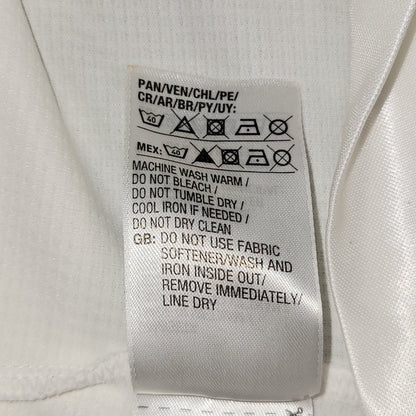 PAN/VEN/CHL/PE/
CR/AR/BR/PY/UY:
40
MEX: 40
MACHINE WASH WARM /
DO NOT BLEACH /
DO NOT TUMBLE DRY /
COOL IRON IF NEEDED /
DO NOT DRY CLEAN
GB: DO NOT USE FABRIC
SOFTENER/WASH AND
IRON INSIDE OUT/
REMOVE IMMEDIATELY/
LINE DRY